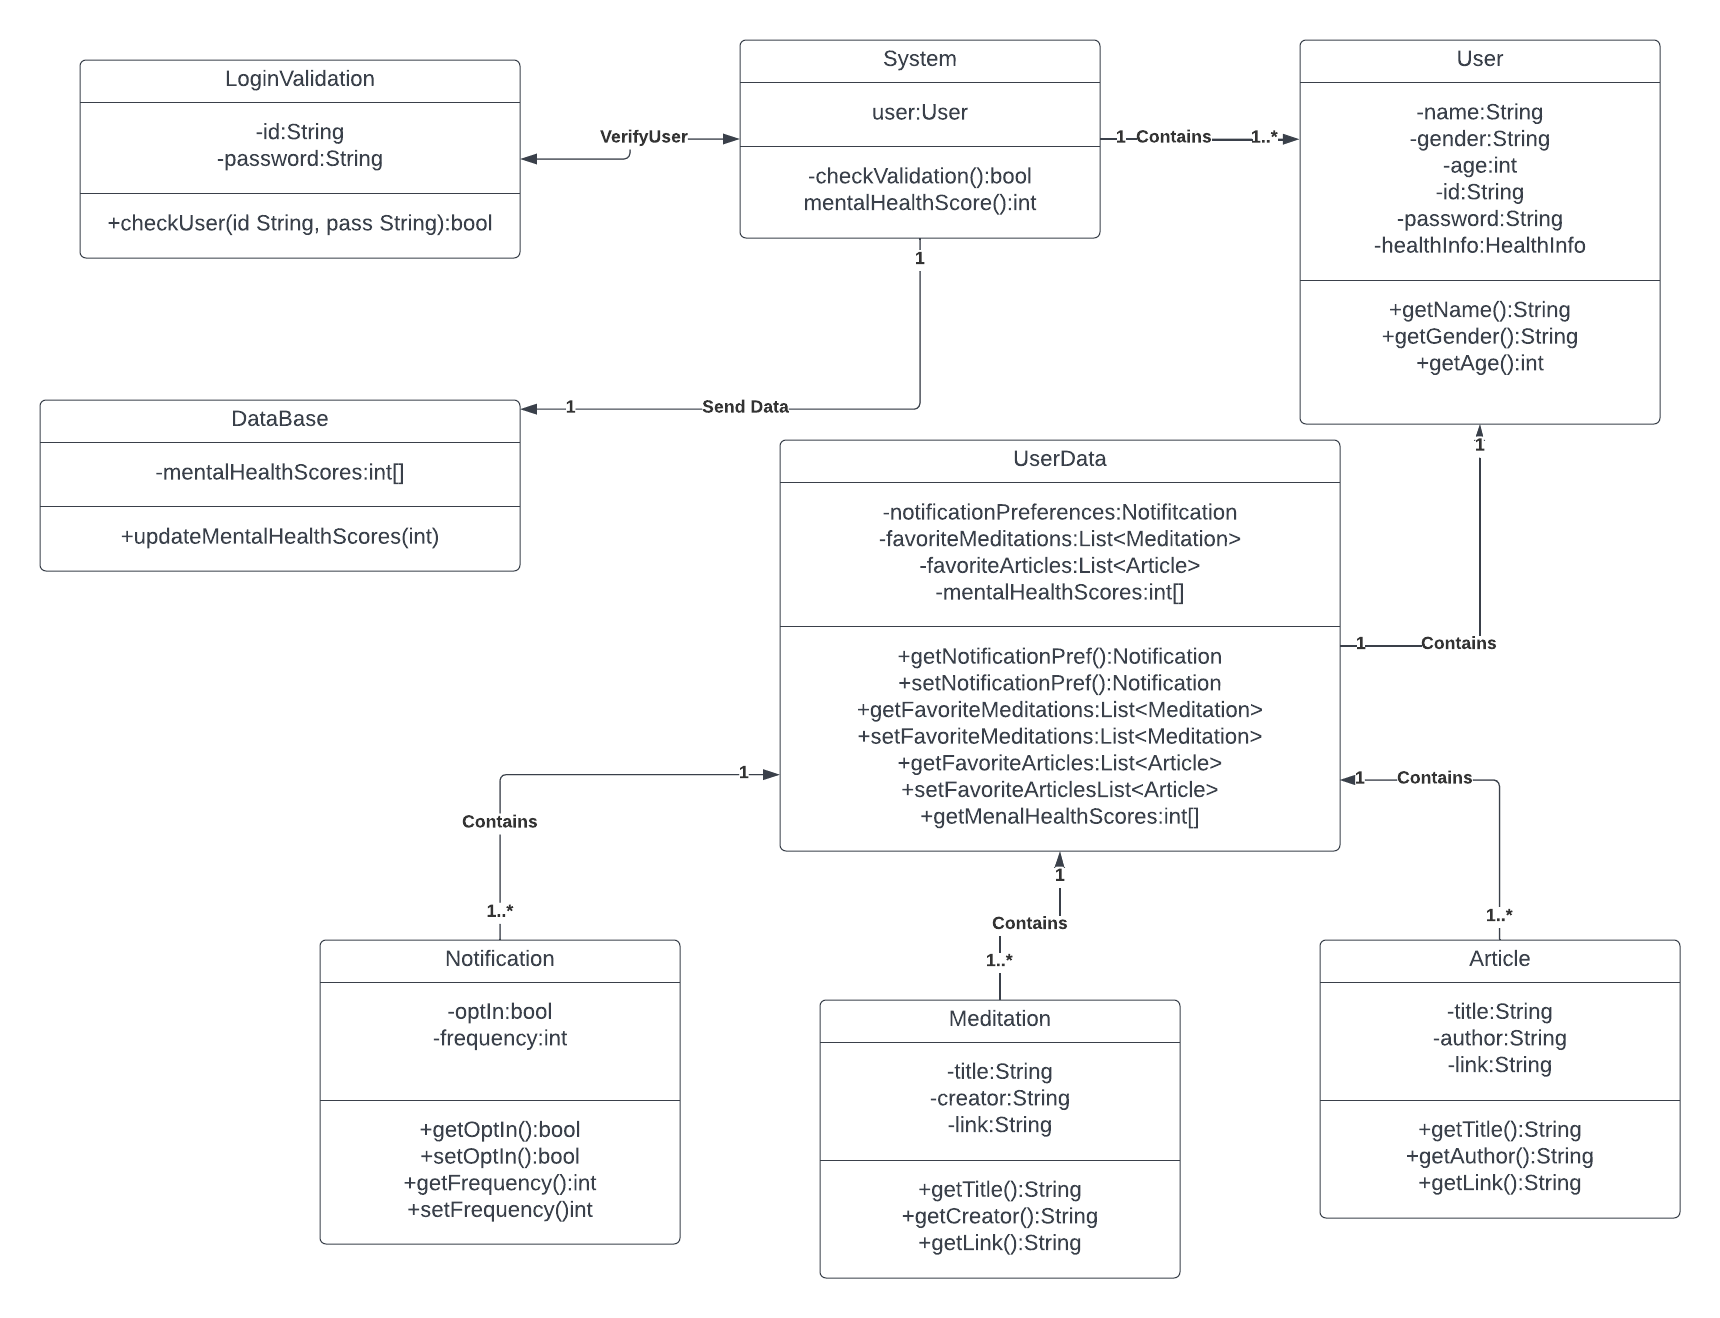 LoginValidation
-id:String
-password:String
+checkUser(id String, pass String):bool
VerifyUser
System
user:User
-checkValidation():bool
mentalHealthScore():int
1
Contains
1..*
User
-name:String
-gender:String
-age:int
-id:String
-password:String
-healthInfo:HealthInfo
+getName():String
+getGender():String
+getAge():int
1
1
Send Data
DataBase
-mentalHealthScores:int[]
+updateMentalHealthScores(int)
UserData
-notificationPreferences:Notifitcation
-favoriteMeditations:List<Meditation>
-favoriteArticles:List<Article>
-mentalHealthScores:int[]
+getNotificationPref():Notification
+setNotificationPref():Notification
+getFavoriteMeditations:List<Meditation>
+setFavoriteMeditations:List<Meditation>
+getFavoriteArticles:List<Article>
+setFavoriteArticlesList<Article>
+getMenalHealthScores:int[]
1
1
Contains
1
Contains
1..*
1
Contains
1..*
1
Contains
1..*
Notification
-optIn:bool
-frequency:int
+getOptIn():bool
+setOptIn():bool
+getFrequency():int
+setFrequency()int
Meditation
-title:String
-creator:String
-link:String
+getTitle():String
+getCreator():String
+getLink():String
Article
-title:String
-author:String
-link:String
+getTitle():String
+getAuthor():String
+getLink():String